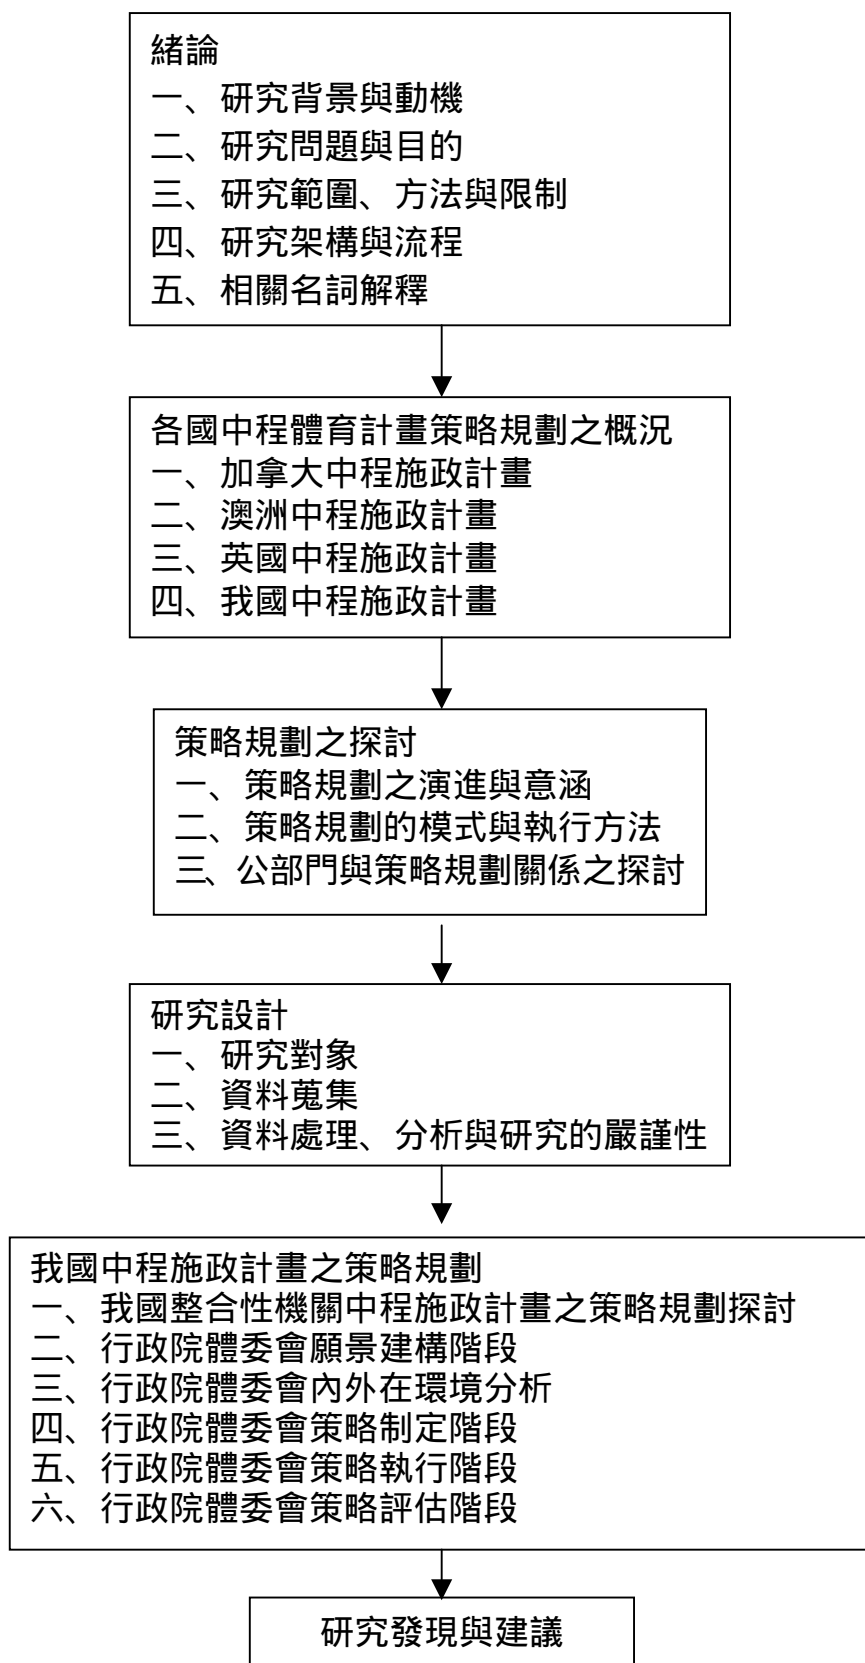 緒論
一、研究背景與動機
二、研究問題與目的
三、研究範圍、方法與限制
四、研究架構與流程
五、相關名詞解釋
各國中程體育計畫策略規劃之概況
一、加拿大中程施政計畫
二、澳洲中程施政計畫
三、英國中程施政計畫
四、我國中程施政計畫
策略規劃之探討
一、策略規劃之演進與意涵
二、策略規劃的模式與執行方法
三、公部門與策略規劃關係之探討
研究設計
一、研究對象
二、資料蒐集
三、資料處理、分析與研究的嚴謹性
我國中程施政計畫之策略規劃
一、我國整合性機關中程施政計畫之策略規劃探討
二、行政院體委會願景建構階段
三、行政院體委會內外在環境分析
四、行政院體委會策略制定階段
五、行政院體委會策略執行階段
六、行政院體委會策略評估階段
研究發現與建議